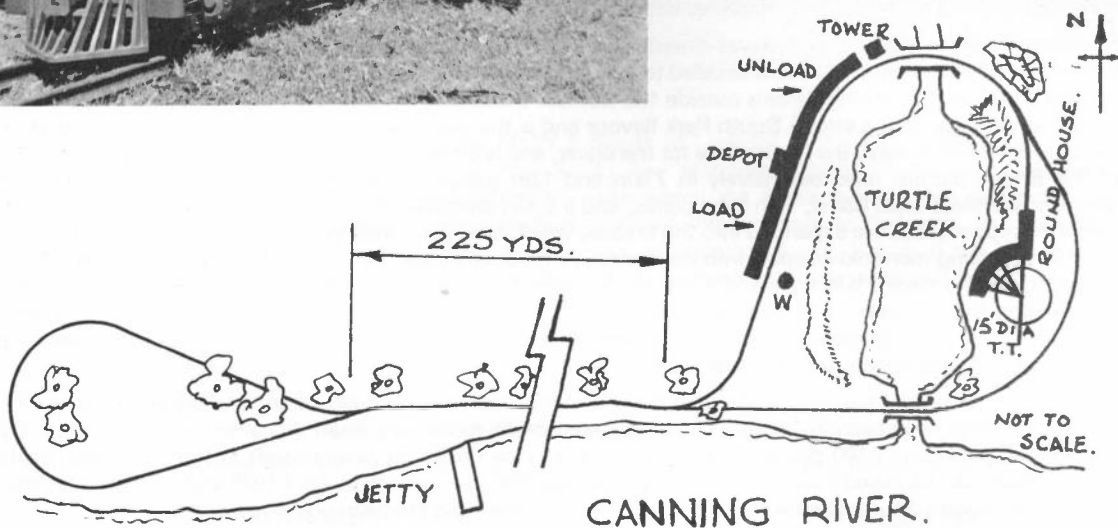 TOWER
N
UNLOAD
DEPOT
LOAD
TURTLE
CREEK.
ROUND HOUSE.
225 YDS.
W
15' DIA
T.T.
NOT TO
SCALE.
JETTY
CANNING RIVER.